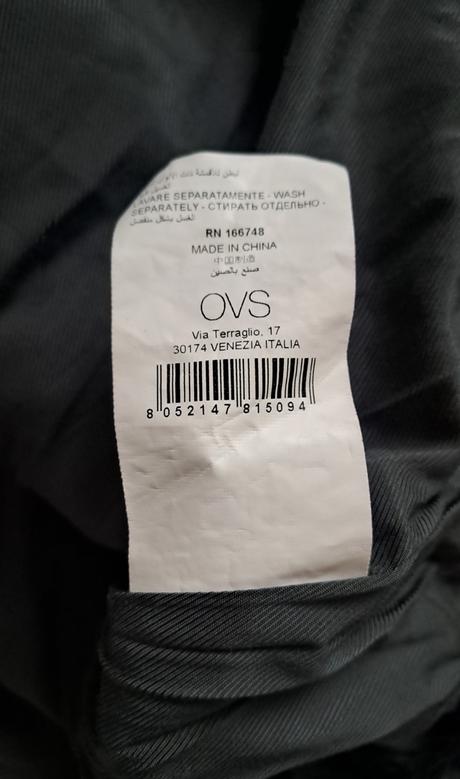 LAVARE SEPARATAMENTE - WASH
SEPARATELY - СТИРАТЬ ОТДЕЛЬНО -
الغسل بشكل منفصل
RN 166748
MADE IN CHINA
中国制造
صنع بالصين
OVS
Via Terraglio, 17
30174 VENEZIA ITALIA
8 052147 815094